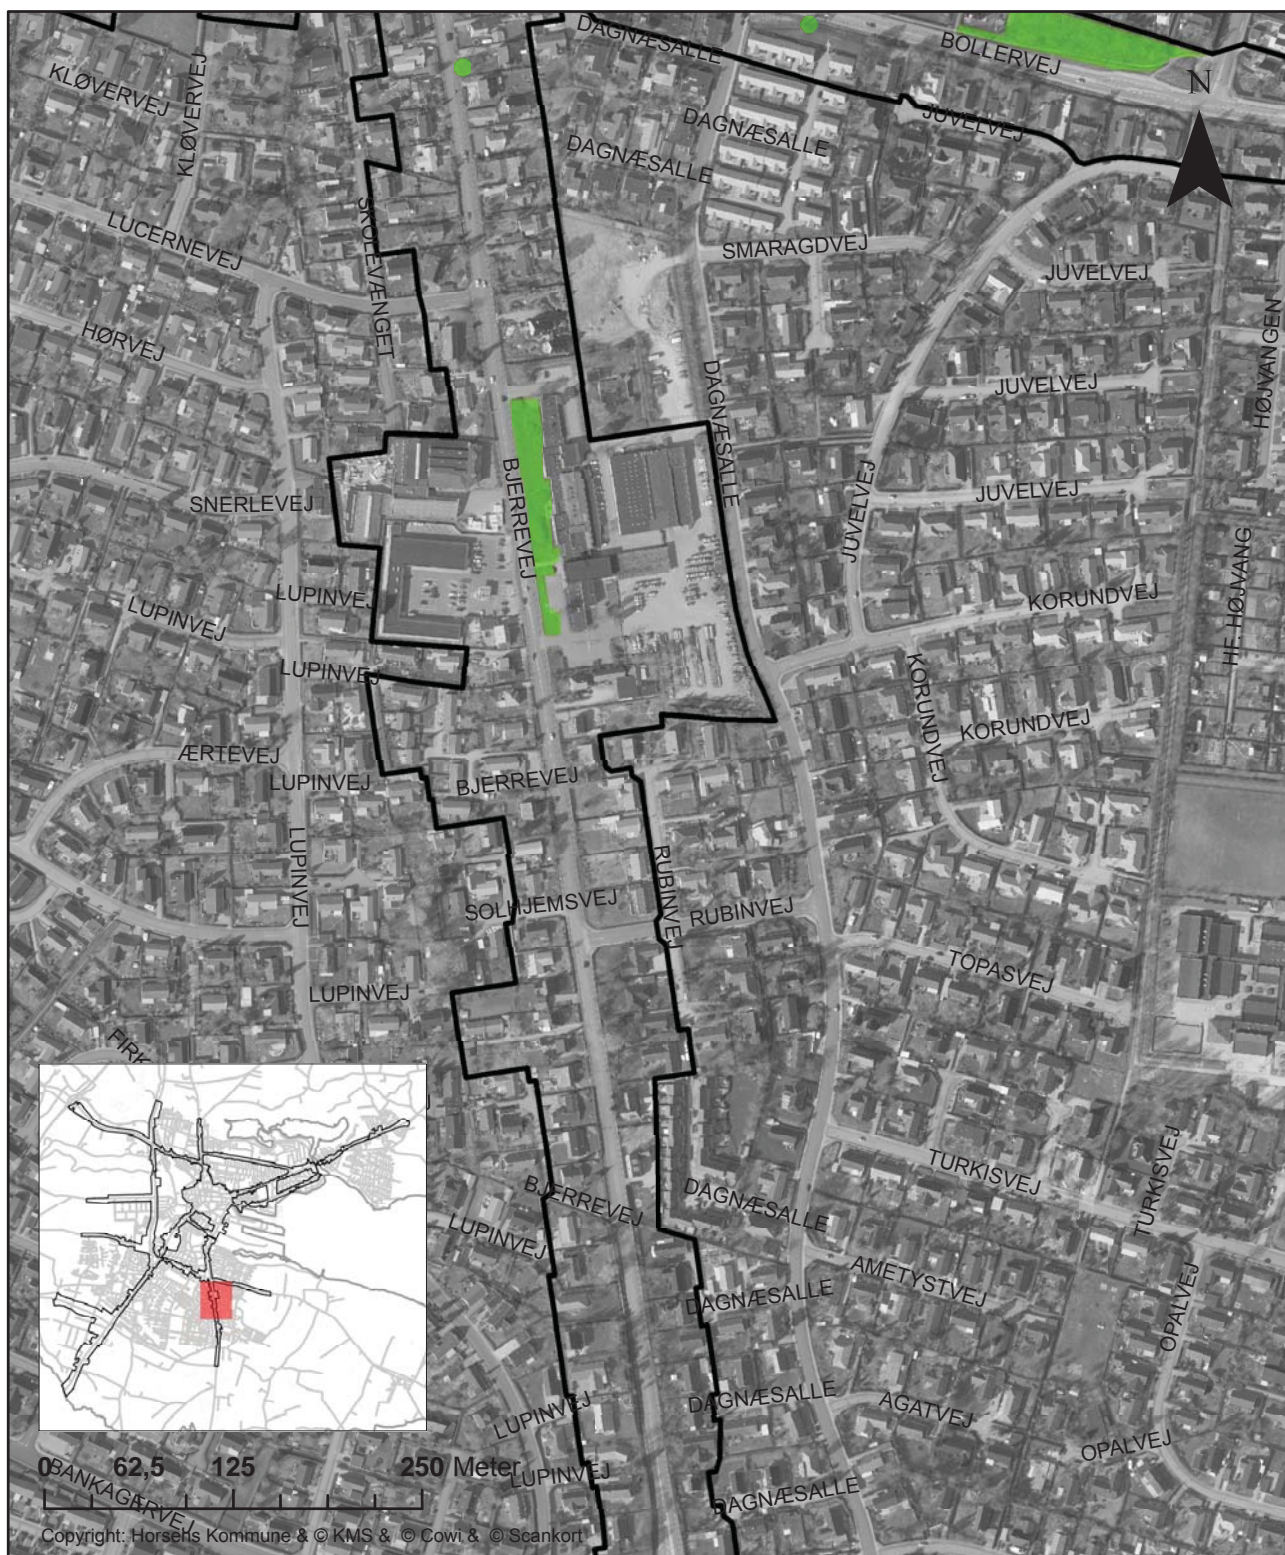 DAGNÆSALLE
BOLLERVEJ
KLØVERVEJ
KLØVERVEJ
N
JUVELVEJ
DAGNÆSALLE
DAGNÆSALLE
LUCERNEVEJ
SKOLEVÆNGET
SMARAGDVEJ
JUVELVEJ
HØRVEJ
DAGNÆSALLE
JUVELVEJ
HØJVANGEN
SNERLEVEJ
BJERREVEJ
JUVELVEJ
JUVELVEJ
HF. HØJVANG
LUPINVEJ
LUPINVEJ
KORUNDVEJ
LUPINVEJ
KORUNDVEJ
KORUNDVEJ
ÆRTEVEJ
LUPINVEJ
BJERREVEJ
LUPINVEJ
RUBINVEJ
SOLHJEMSVEJ
RUBINVEJ
TOPASVEJ
LUPINVEJ
TURKISVEJ
TURKISVEJ
BJERREVEJ
DAGNÆSALLE
LUPINVEJ
AMETYSTVEJ
OPALVEJ
DAGNÆSALLE
LUPINVEJ
DAGNÆSALLE
AGATVEJ
OPALVEJ
0 62,5 125 250 Meter
BANKAGERVEJ
LUPINVEJ
DAGNÆSALLE
Copyright: Horsens Kommune & © KMS & © Cowi & © Scankort